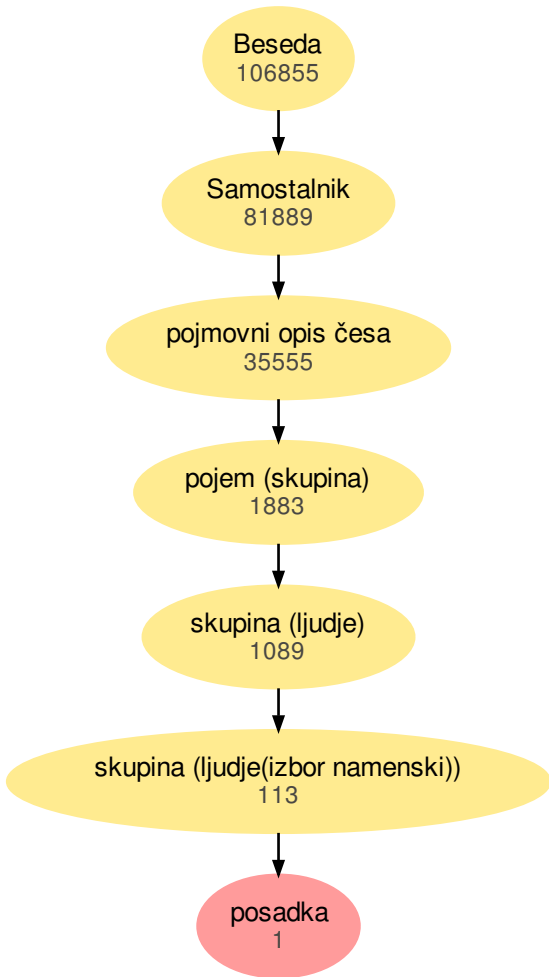 Beseda
106855
Samostalnik
81889
pojmovni opis česa
35555
pojem (skupina)
1883
skupina (ljudje)
1089
skupina (ljudje(izbor namenski))
113
posadka
1